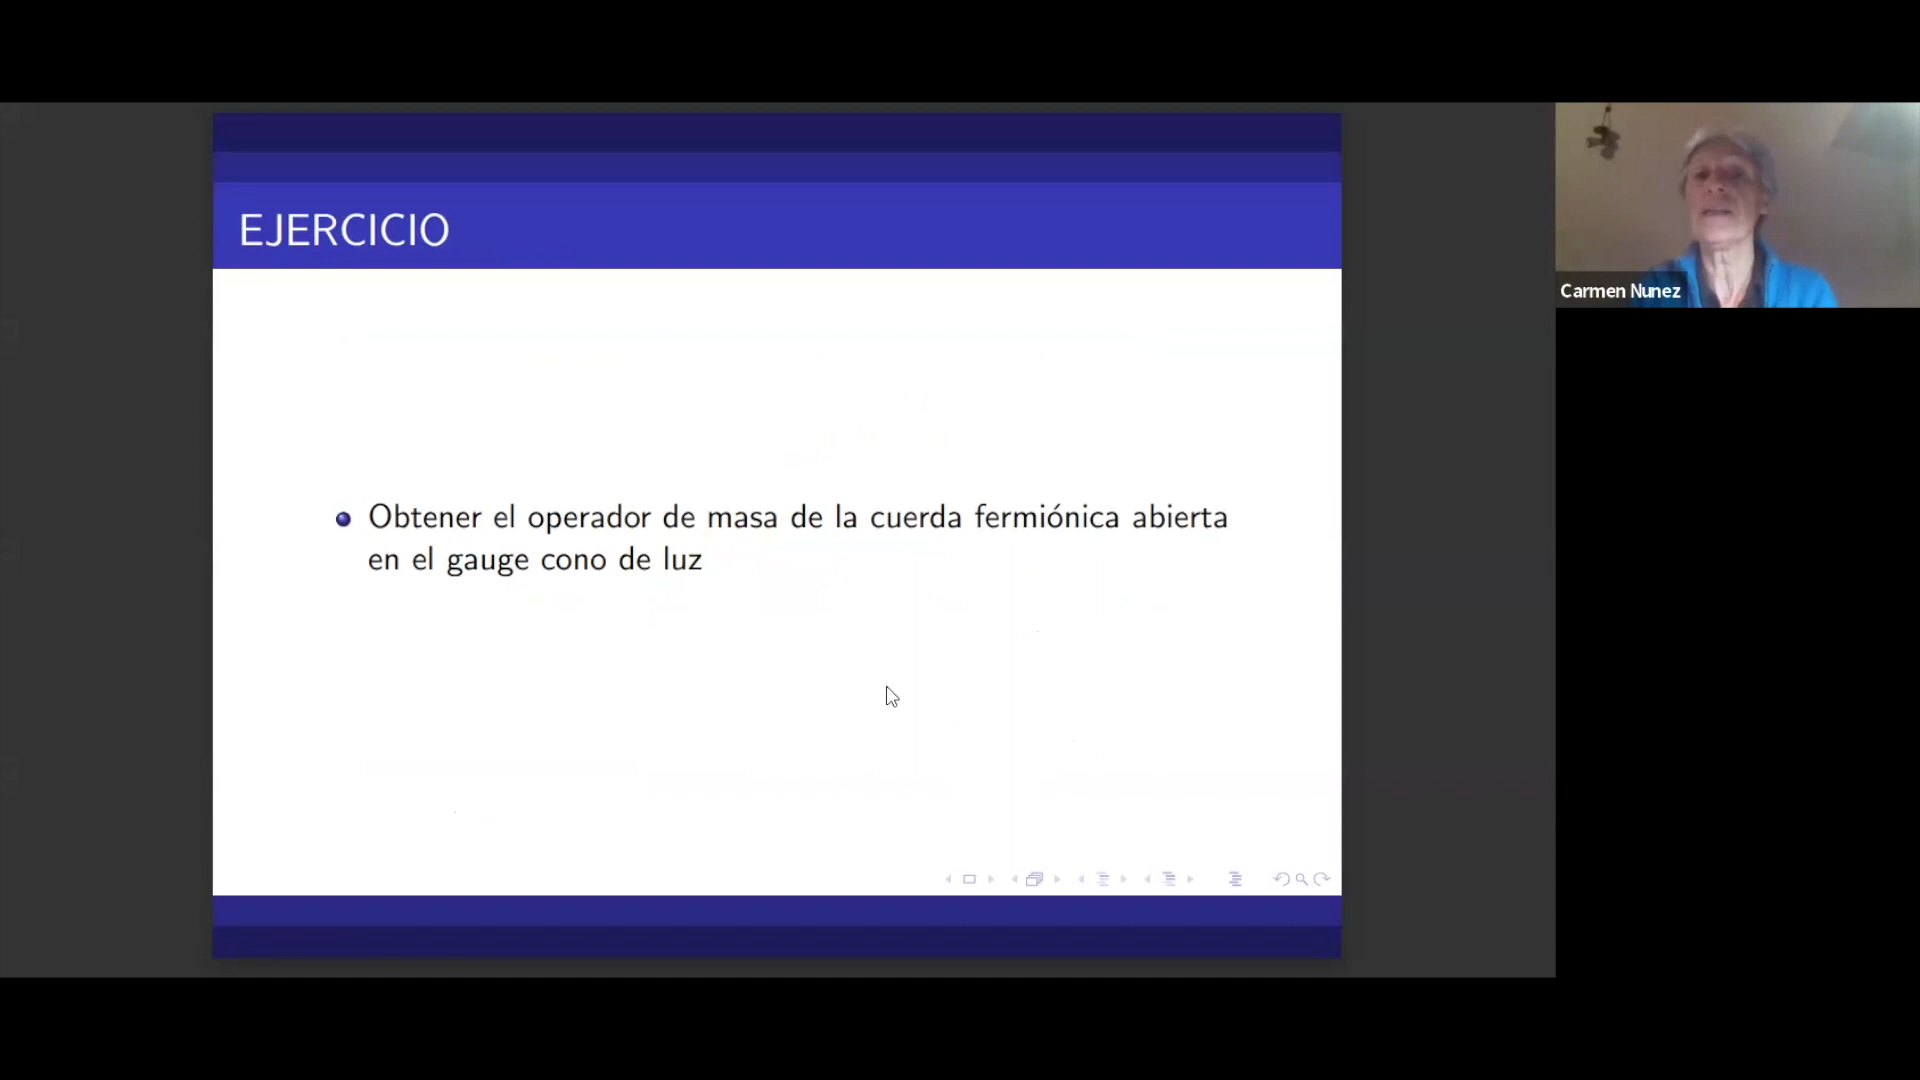 EJERCICIO
Obtener el operador de masa de la cuerda fermiónica abierta
en el gauge cono de luz
Carmen Nunez